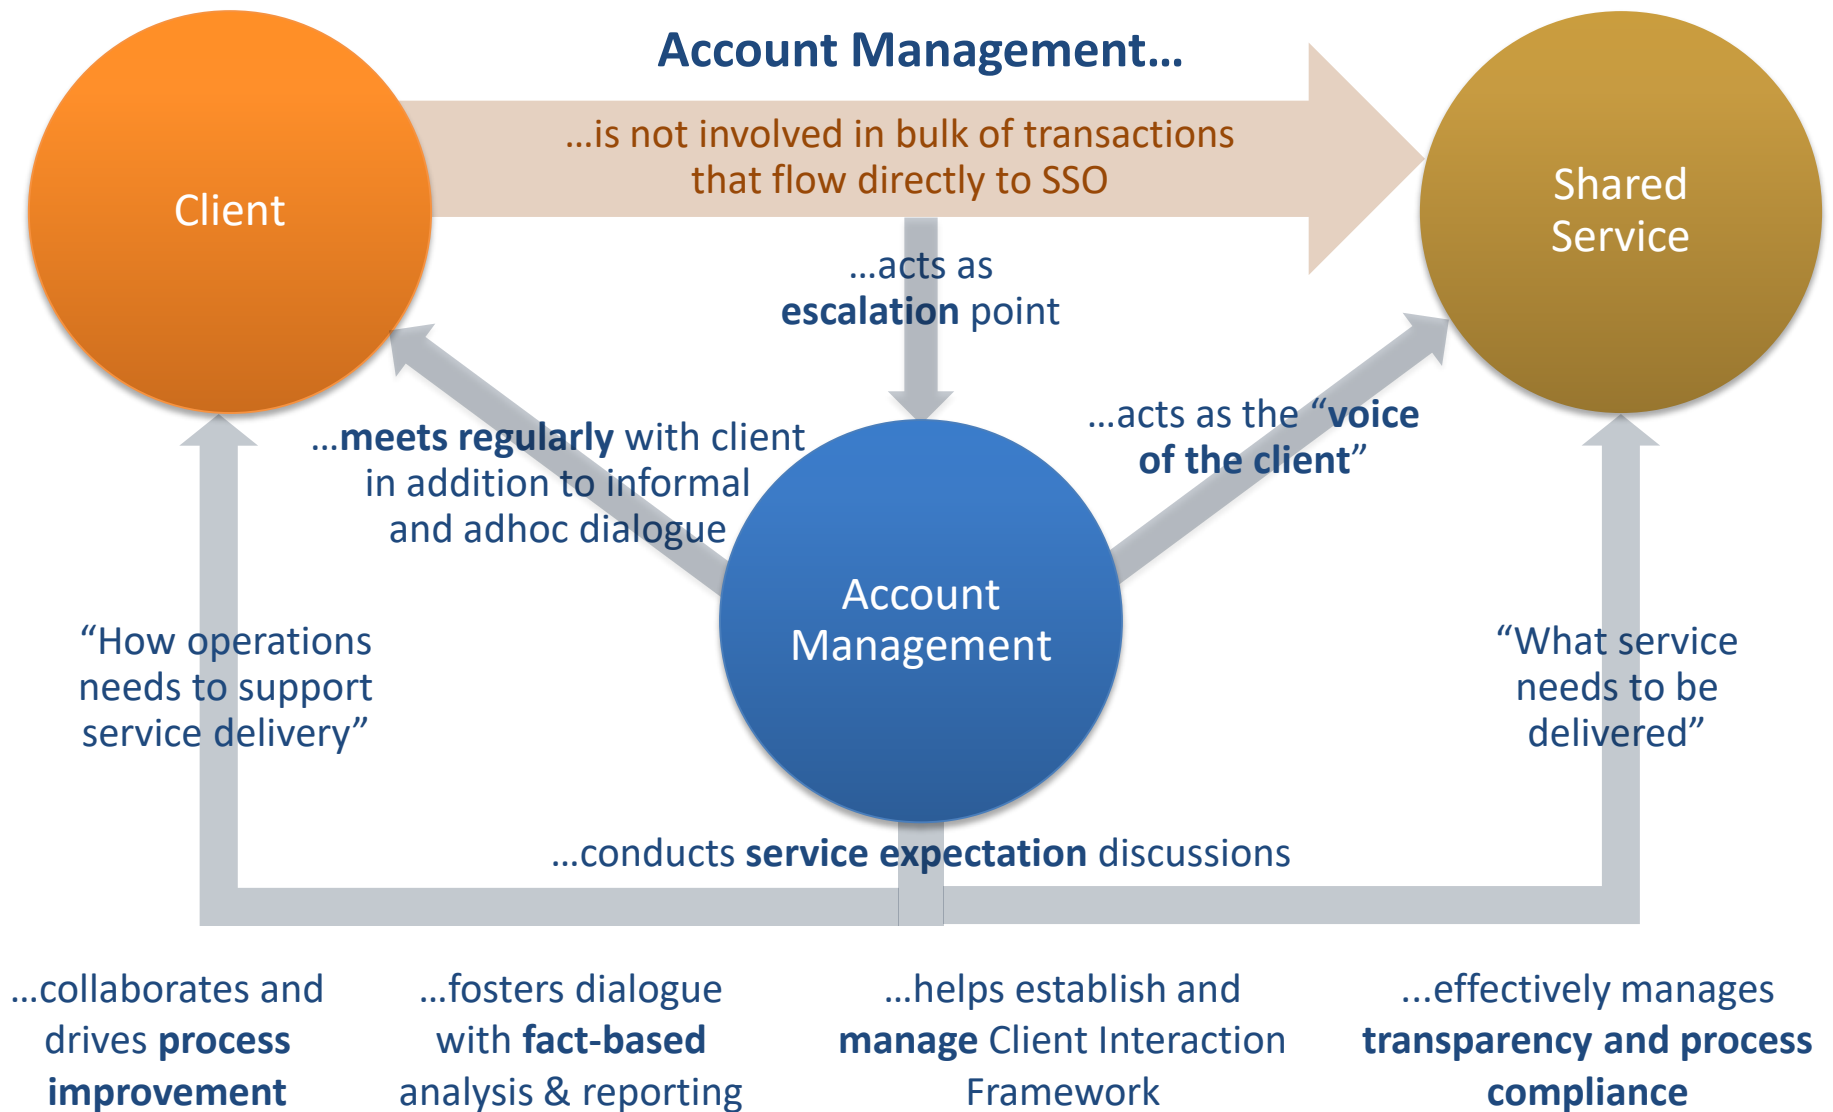 Account Management…
Client
…is not involved in bulk of transactions
that flow directly to SSO
Shared
Service
…acts as
escalation point
…meets regularly with client
in addition to informal
and adhoc dialogue
…acts as the “voice
of the client”
Account
Management
“How operations
needs to support
service delivery”
“What service
needs to be
delivered”
…conducts service expectation discussions
…collaborates and
drives process
improvement
…fosters dialogue
with fact-based
analysis & reporting
…helps establish and
manage Client Interaction
Framework
...effectively manages
transparency and process
compliance